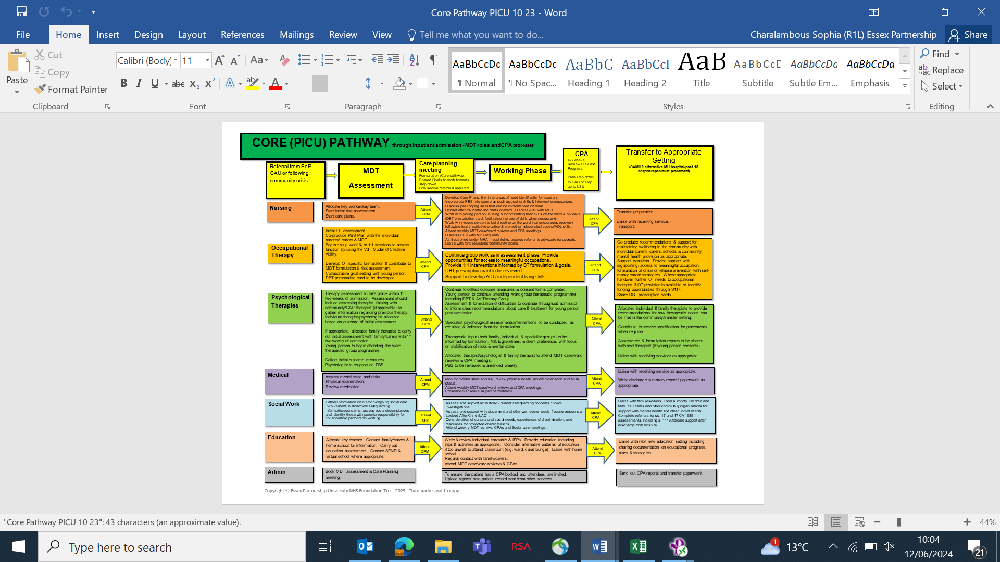 Core Pathway PICU 10 23 - Word
File Home Insert Design Layout References Mailings Review View Tell me what you want to do... Charalambous Sophia (R1L) Essex Partnership Share
Paste
Cut
Copy
Format Painter
Clipboard
Calibri (Body) 11
Font
Paragraph
AaBbCcDc AaBbCcDc AaBbC AaBbCcI AaB AaBbCcD AaBbCcDa AaBbCcDa
¶ Normal ¶ No Spac... Heading 1 Heading 2 Title Subtitle Subtle Em... Emphasis
Styles
Find
Replace
Select
Editing
CORE (PICU) PATHWAY through inpatient admission - MDT roles and CPA processes
Referral from EoE
GAU or following
community crisis
MDT
Assessment
Care planning
meeting
Formulation /Care pathway.
Shared Goals to work towards
step down.
Low secure referral if required.
Working Phase
CPA
4-6 weeks
Review Risk and
Progress
Plan step down
to GAU or step
up to LSU
Transfer to Appropriate
Setting
(CAMHS alternative MH hospital/post 18
hospital/specialist placement)
Nursing
Allocate key worker/key team.
Start initial risk assessment.
Start care plans.
Attend
CPM
Develop Care Plans; link in to areas of need identified in formulation.
Incorporate PBS into care plan such as coping skills & intervention/responses.
Discuss past coping skills that can be implemented on ward.
Debrief after traumatic incidents on ward. Discuss ABC with MDT.
Work with young person in using & incorporating their skills on the ward & on leave
(DBT prescription card, facilitating the use of skills when necessary).
Work with young person to build routine on the ward that encourages recovery
following least restrictive practice & promoting independent coping/ADL skills.
Attend weekly MDT case/ward reviews and CPA meetings.
Discuss PBS with MDT regularly.
As Sectioned under MHA – read rights; arrange referral to advocate for appeals.
Liaise with families/carers/community teams.
Attend
CPA
Transfer preparation.
Liaise with receiving service.
Transport.
Occupational
Therapy
Initial OT assessment
Co-produce PBS Plan with the individual
parents/ carers & MDT.
Begin group work &/ or 1:1 sessions to assess
function by using the VdT Model of Creative
Ability.
Develop OT specific formulation & contribute to
MDT formulation & risk assessment.
Collaborative goal setting with young person.
DBT personalise card to be developed.
Attend
CPM
Continue group work as in assessment phase. Provide
opportunities for access to meaningful occupations.
Provide 1:1 interventions informed by OT formulation & goals.
DBT prescription card to be reviewed.
Support to develop ADL/ independent living skills.
Attend
CPA
Co-produce recommendations & support for
maintaining wellbeing in the community with
individual parent/ carers, schools & community
mental health provision as appropriate.
Support transition. Provide support with
signposting/ access to meaningful occupation/
formulation of crisis or relapse prevention with self-
management strategies. Where appropriate
handover further OT needs to occupational
therapist if OT provision is available or identify
funding opportunities through S117.
Share DBT prescription cards.
Psychological
Therapies
Therapy assessment to take place within 1st
two weeks of admission. Assessment should
include assessing therapist liaising with
community/GAU therapist (if applicable) to
gather information regarding previous therapy.
Individual therapist/psychologist allocated
based on outcome of initial assessment.
If appropriate, allocated family therapist to carry
out initial assessment with family/carers with 1st
two weeks of admission.
Young person to begin attending the ward
therapeutic group programme.
Collect initial outcome measures.
Psychologist to co-produce PBS.
Attend
CPM
Continue to collect outcome measures & consent forms completed.
Young person to continue attending ward group therapeutic programme
including DBT & Art Therapy Group.
Assessment & formulation of difficulties to continue throughout admission
to inform clear recommendations about care & treatment for young person
post admission.
Specialist psychological assessments/interventions to be conducted as
required, & indicated from the formulation.
Therapeutic input (both family, individual, & specialist groups) to be
informed by formulation, NICE guidelines, & client preference, with focus
on stabilisation of risks & mental state.
Allocated therapist/psychologist & family therapist to attend MDT case/ward
reviews & CPA meetings.
PBS to be reviewed & amended weekly.
Attend
CPA
Allocated individual & family therapists to provide
recommendations for how therapeutic needs can
be met in the community/transfer setting.
Contribute to service specification for placements
when required.
Assessment & formulation reports to be shared
with next therapist (if young person consents).
Liaise with receiving services as appropriate.
Medical
Assess mental state and risks.
Physical examination.
Review medication.
Attend
CPM
Monitor mental state and risk, review physical health, review medication and MHA
status.
Attend weekly MDT case/ward reviews and CPA meetings.
Prescribe S17 leave as part of treatment.
Attend
CPA
Liaise with receiving service as appropriate.
Write discharge summary report / paperwork as
appropriate.
Social Work
Gather information on historic/ongoing social care
involvement, historic/new safeguarding
information/concerns, assess social circumstances
and identify those with parental responsibility for
collaborative partnership working.
Attend
CPM
Assess and support re: historic / current safeguarding concerns / police
investigations.
Assess and support with placement and other well-being needs if young person is a
Looked After Child (LAC).
Consideration of cultural and social needs, experiences of discrimination, and
resources for protected characteristics.
Attend weekly MDT reviews, CPAs and Social care meetings.
Attend
CPA
Liaise with families/carers, Local Authority Children and
families Teams and other community organisations for
support with mental health and other unmet needs.
Complete referrals for ss. 17 and 47 CA 1989
assessments, including s. 117 Aftercare support after
discharge from hospital.
Education
Allocate key teacher. Contact family/carers &
home school for information. Carry out
education assessment. Contact SEND &
virtual school where appropriate.
Attend
CPM
Write & review individual timetable & IEPs. Provide education including
trips & activities as appropriate. Consider alternative patterns of education
if too unwell to attend classroom (e.g. ward, quiet lounge). Liaise with home
school.
Regular contact with family/carers.
Attend MDT case/ward reviews & CPAs.
Attend
CPA
Liaise with next new education setting including
sharing documentation on educational progress,
plans & strategies.
Admin
Book MDT assessment & Care Planning
meeting.
To ensure the patient has a CPA booked and attendees are invited.
Upload reports onto patient record sent from other services.
Send out CPA reports and transfer paperwork.
Copyright © Essex Partnership University NHS Foundation Trust 2023. Third parties not to copy.
"Core Pathway PICU 10 23": 43 characters (an approximate value).
44%
Type here to search
RSA
1
13°C
10:04
12/06/2024
21